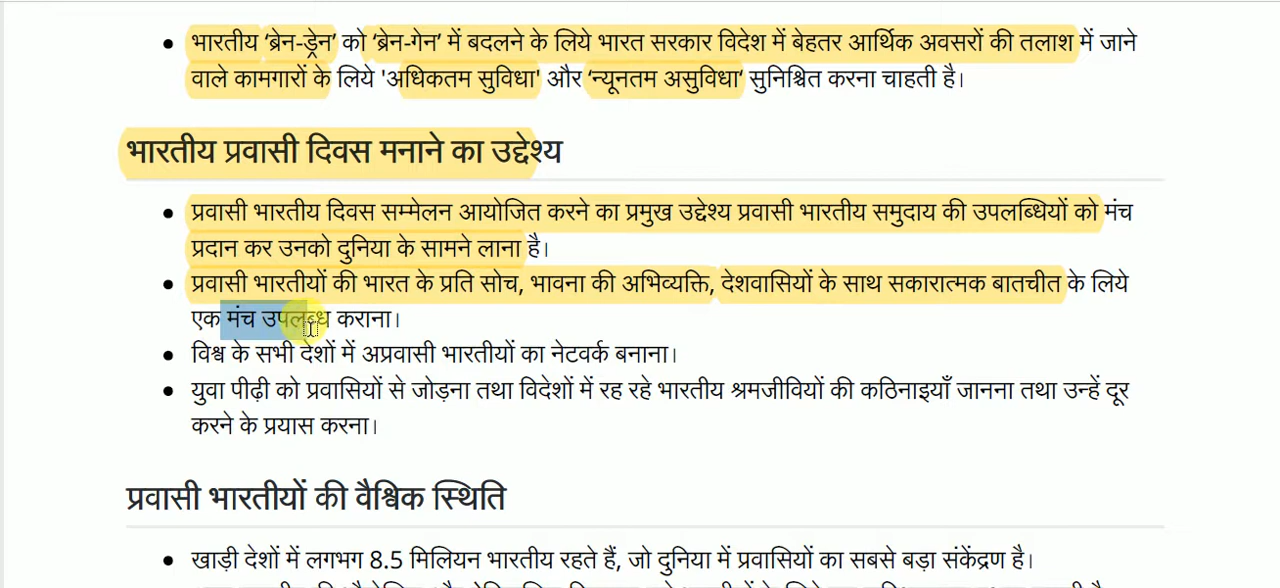 भारतीय 'ब्रेन-ड्रेन' को 'ब्रेन-गेन' में बदलने के लिये भारत सरकार विदेश में बेहतर आर्थिक अवसरों की तलाश में जाने
वाले कामगारों के लिये 'अधिकतम सुविधा' और 'न्यूनतम असुविधा' सुनिश्चित करना चाहती है।
भारतीय प्रवासी दिवस मनाने का उद्देश्य
प्रवासी भारतीय दिवस सम्मेलन आयोजित करने का प्रमुख उद्देश्य प्रवासी भारतीय समुदाय की उपलब्धियों को मंच
प्रदान कर उनको दुनिया के सामने लाना है।
प्रवासी भारतीयों की भारत के प्रति सोच, भावना की अभिव्यक्ति, देशवासियों के साथ सकारात्मक बातचीत के लिये
एक मंच उपलब्ध कराना।
विश्व के सभी देशों में अप्रवासी भारतीयों का नेटवर्क बनाना।
युवा पीढ़ी को प्रवासियों से जोड़ना तथा विदेशों में रह रहे भारतीय श्रमजीवियों की कठिनाइयाँ जानना तथा उन्हें दूर
करने के प्रयास करना।
प्रवासी भारतीयों की वैश्विक स्थिति
खाड़ी देशों में लगभग 8.5 मिलियन भारतीय रहते हैं, जो दुनिया में प्रवासियों का सबसे बड़ा संकेंद्रण है।